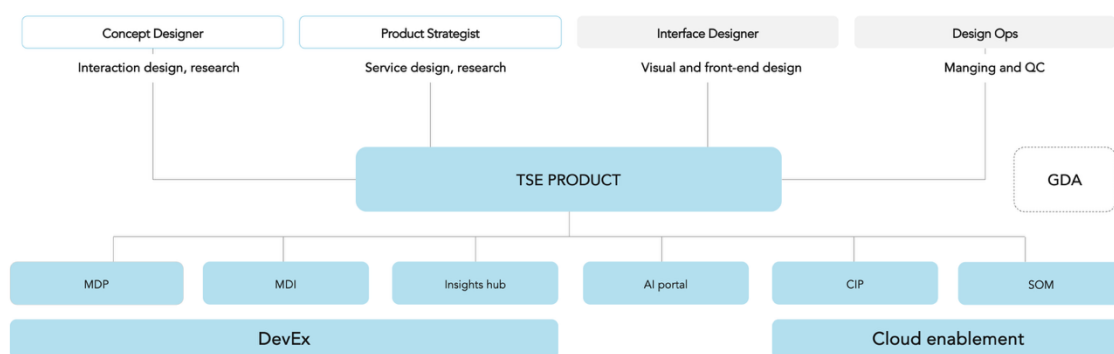 Concept Designer
Product Strategist
Interface Designer
Design Ops
Interaction design, research
Service design, research
Visual and front-end design
Manging and QC
TSE PRODUCT
GDA
MDP
MDI
Insights hub
AI portal
CIP
SOM
DevEx
Cloud enablement